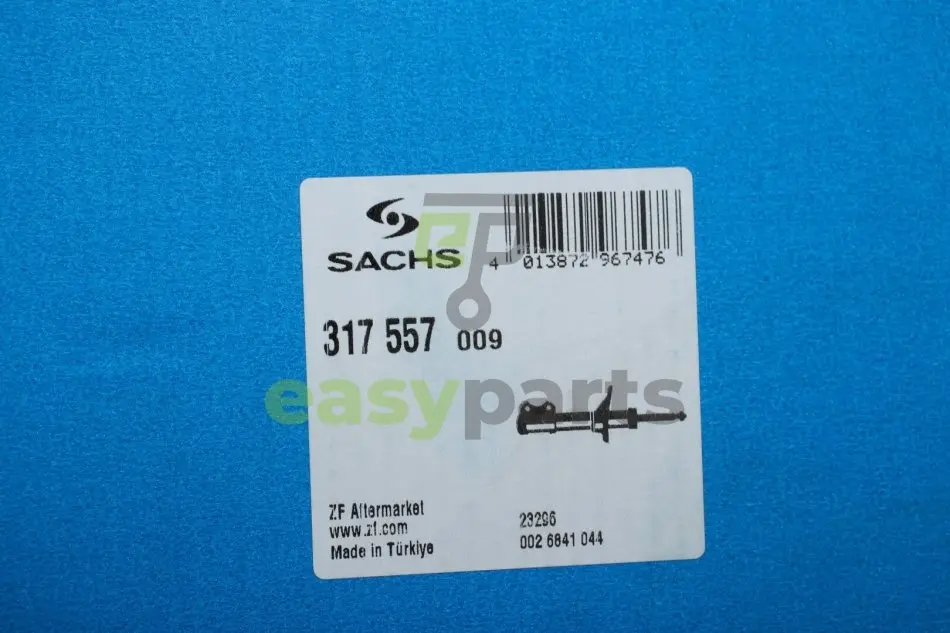 SACHS
4 013872 967476
317 557 009
easyparts
ZF Aftermarket
www.zf.com
Made in Türkiye
23296
002 6841 044